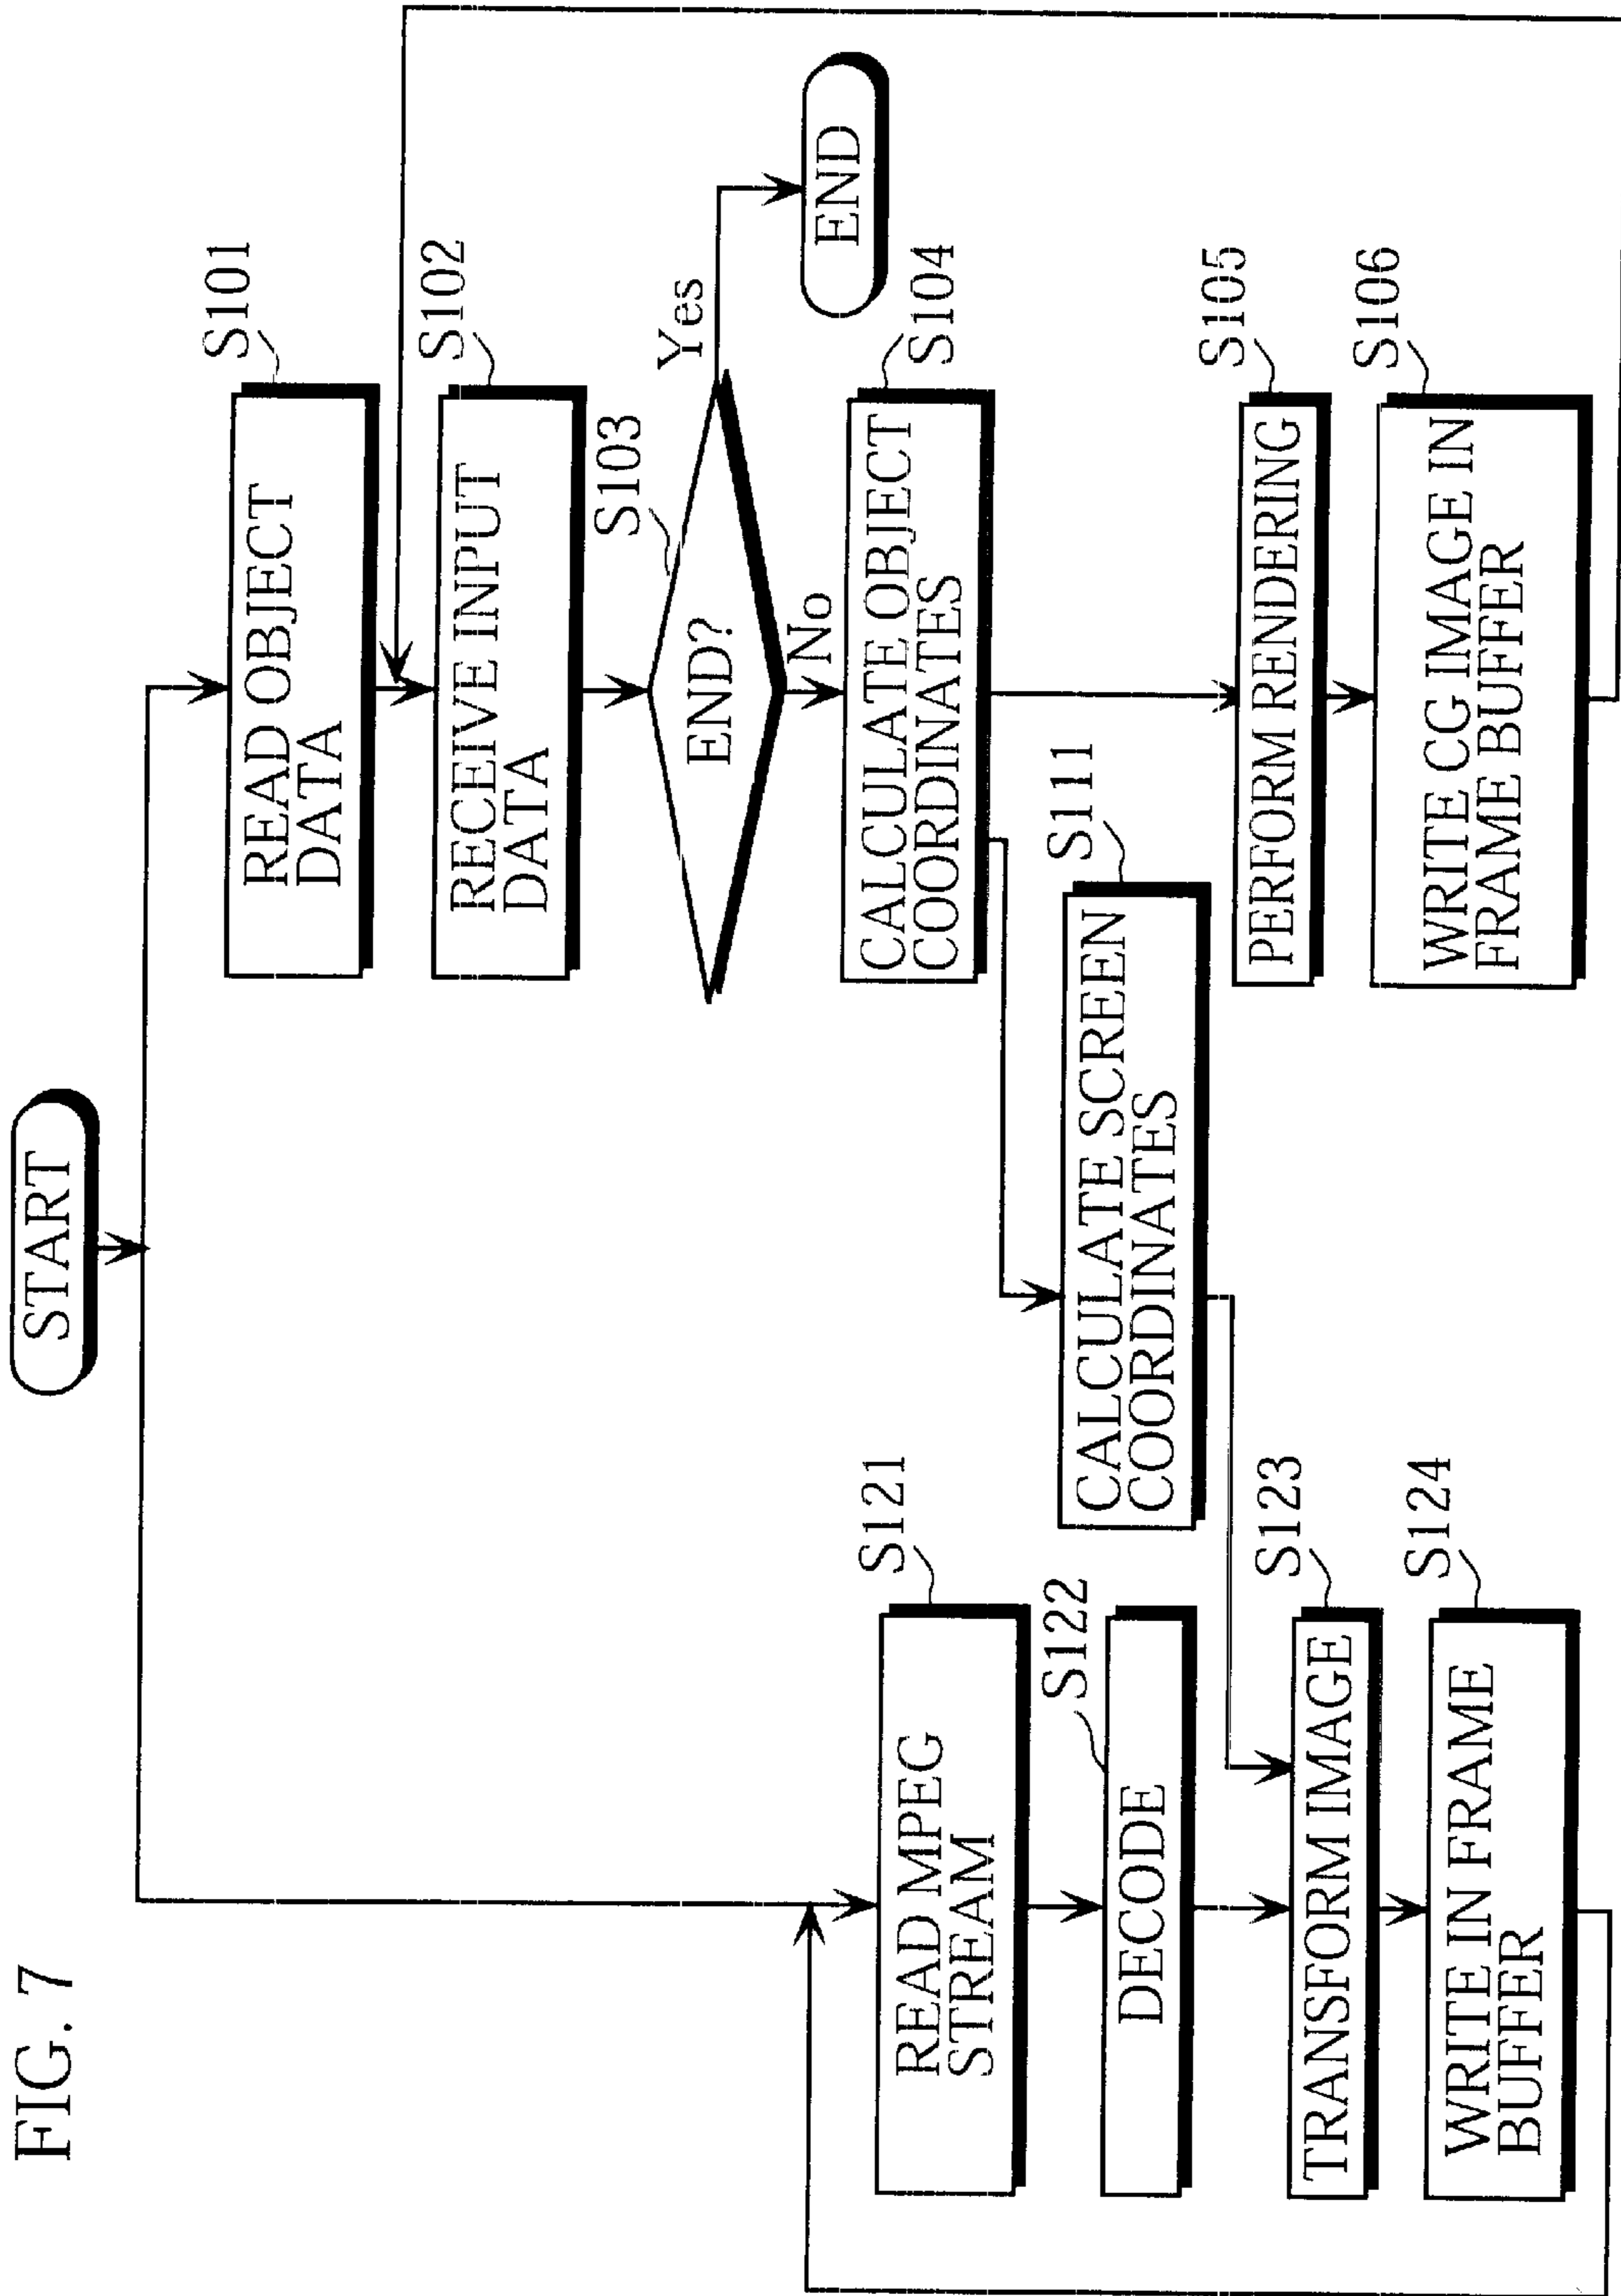 FIG. 7
START
READ OBJECT
DATA
S101
RECEIVE INPUT
DATA
S102
END?
S103
Yes
END
No
CALCULATE OBJECT
COORDINATES
S104
CALCULATE SCREEN
COORDINATES
S111
PERFORM RENDERING
S105
WRITE CG IMAGE IN
FRAME BUFFER
S106
READ MPEG
STREAM
S121
DECODE
S122
TRANSFORM IMAGE
S123
WRITE IN FRAME
BUFFER
S124